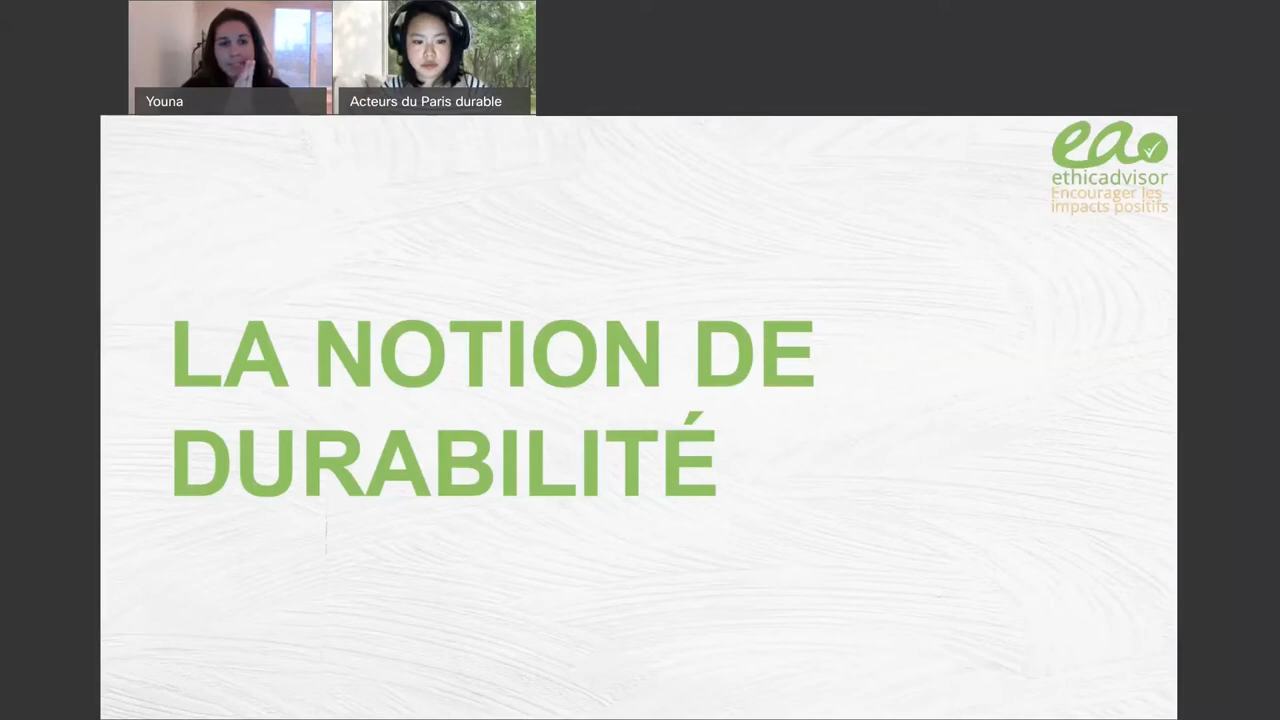 Youna
Acteurs du Paris durable
ea
ethicadvisor
Encourager les
impacts positifs
LA NOTION DE
DURABILITÉ